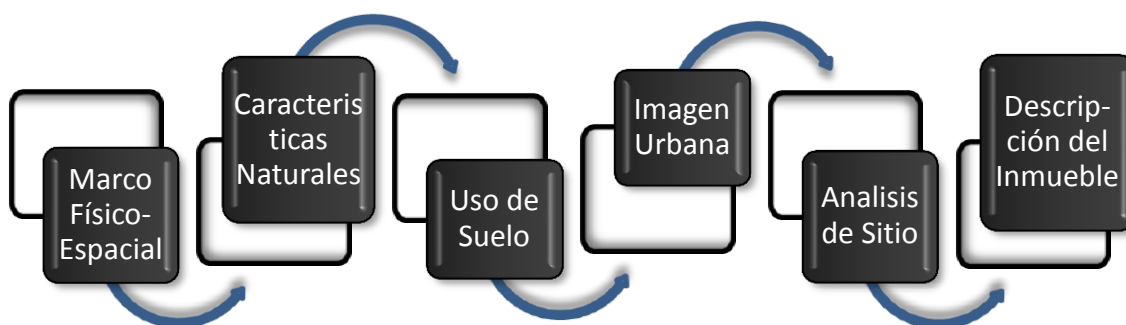 Marco
Físico-
Espacial
Caracteris
ticas
Naturales
Uso de
Suelo
Imagen
Urbana
Analisis
de Sitio
Descrip-
ción del
Inmueble